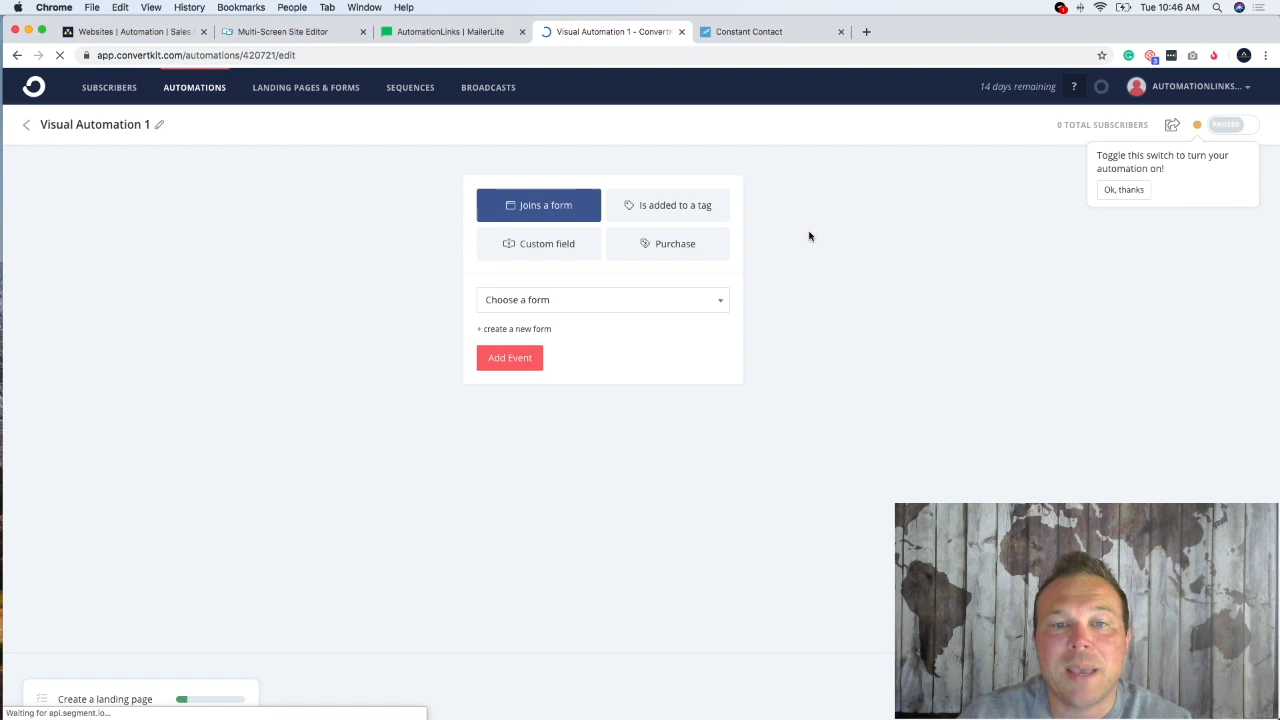 Chrome File Edit View History Bookmarks People Tab Window Help
Tue 10:46 AM
Websites | Automation | Sales
Multi-Screen Site Editor
AutomationLinks | MailerLite
Visual Automation 1 - ConvertK
Constant Contact
app.convertkit.com/automations/420721/edit
3
SUBSCRIBERS AUTOMATIONS LANDING PAGES & FORMS SEQUENCES BROADCASTS
14 days remaining ? AUTOMATIONLINKS...
Visual Automation 1
0 TOTAL SUBSCRIBERS
PAUSED
Toggle this switch to turn your
automation on!
Ok, thanks
Joins a form
Is added to a tag
Custom field
Purchase
Choose a form
+ create a new form
Add Event
Create a landing page
Waiting for api.segment.io...